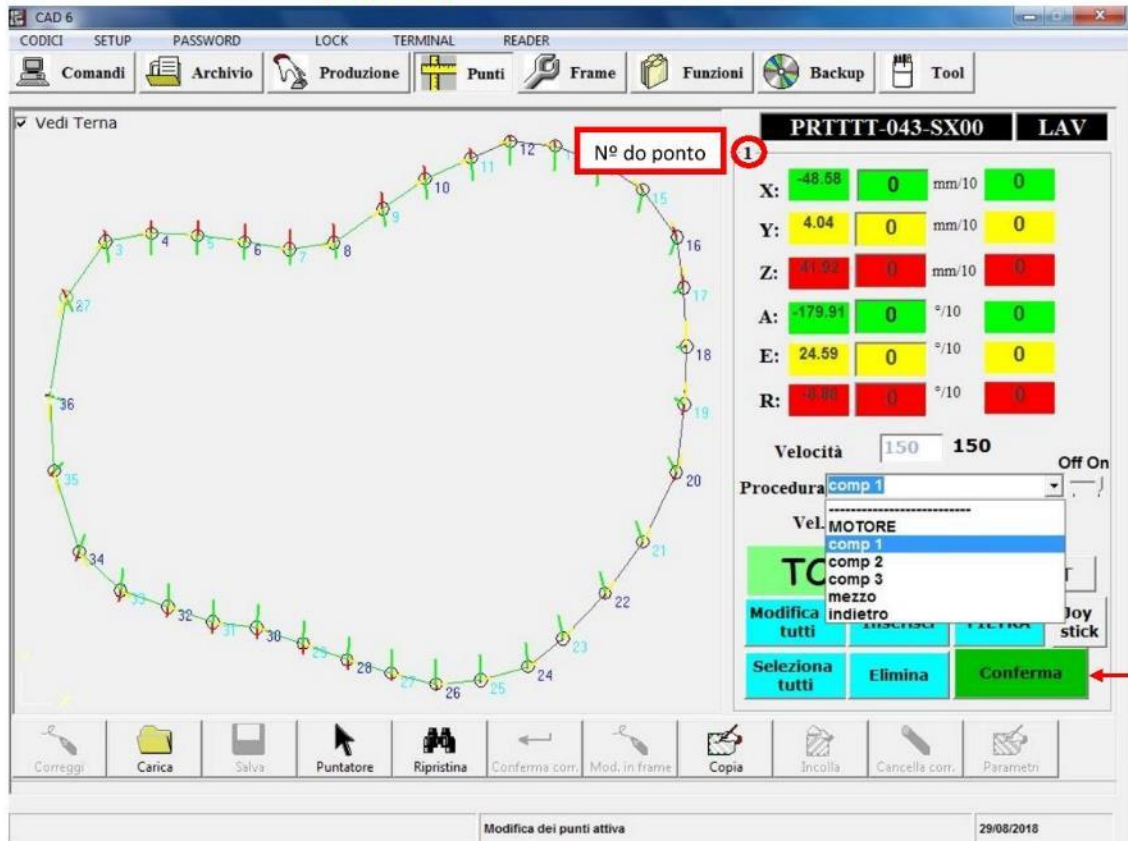 CAD 6
CODICI SETUP PASSWORD LOCK TERMINAL READER
Comandi Archivio Produzione Punti Frame Funzioni Backup Tool
Vedi Terna
PRTTTT-043-SX00 LAV
Nº do ponto 1
X: -48.58 0 mm/10 0
Y: 4.04 0 mm/10 0
Z: 41.92 0 mm/10 0
A: -179.91 0 °/10 0
E: 24.59 0 °/10 0
R: 0 °/10 0
Velocità 150 150
Off On
Procedura comp 1
---------------------------
Vel. MOTORE
comp 1
comp 2
comp 3
mezzo
indietro
Modifica tutti
Joy stick
Seleziona tutti
Elimina
Conferma
12
11
10
15
9
16
3
4
5
6
7
8
17
18
36
19
35
20
34
21
33
32
31
30
22
29
23
28
27
26
25
24
Correggi Carica Salva Puntatore Ripristina Conferma corr. Mod. in frame Copia Incolla Cancella corr. Parametri
Modifica dei punti attiva
29/08/2018